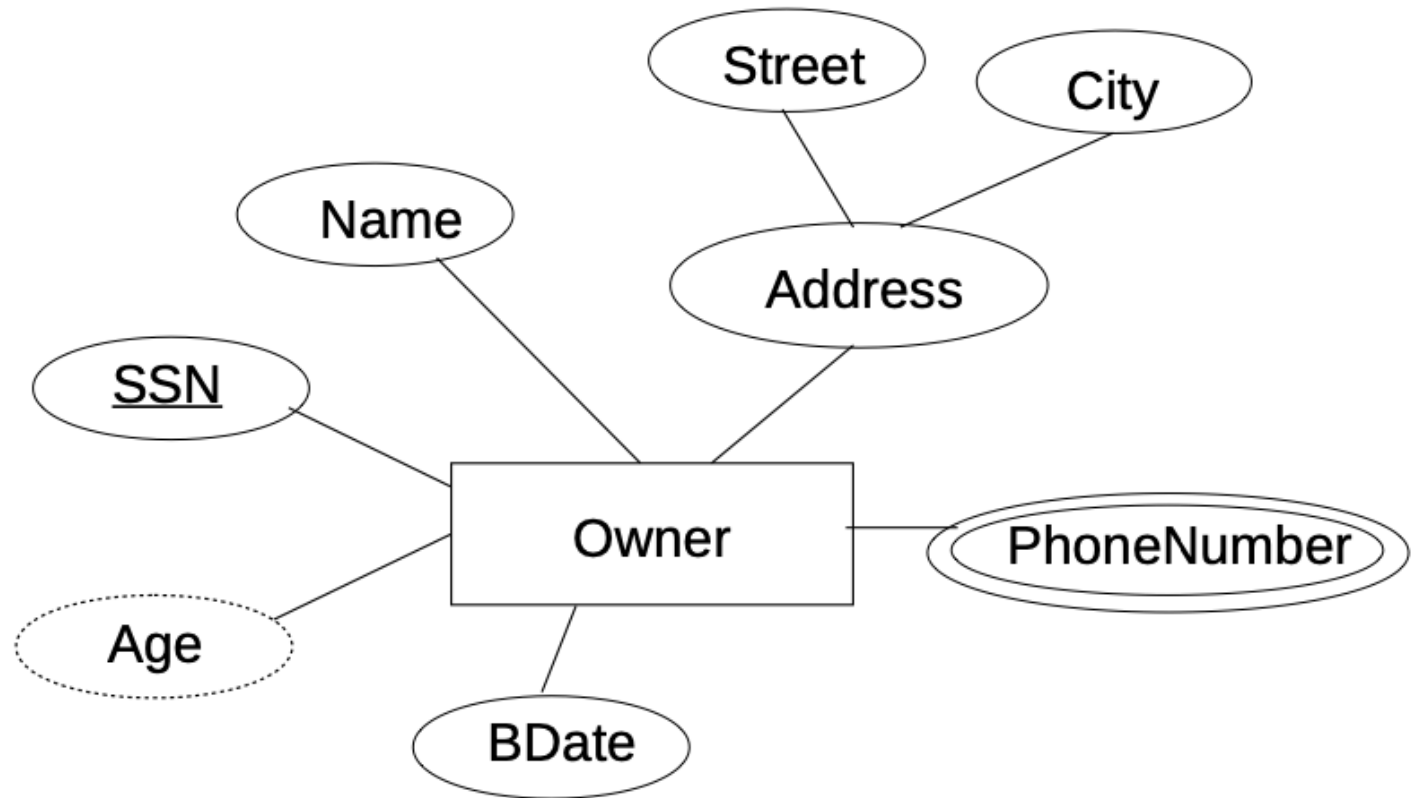 Street
City
Name
Address
SSN
Owner
PhoneNumber
Age
BDate